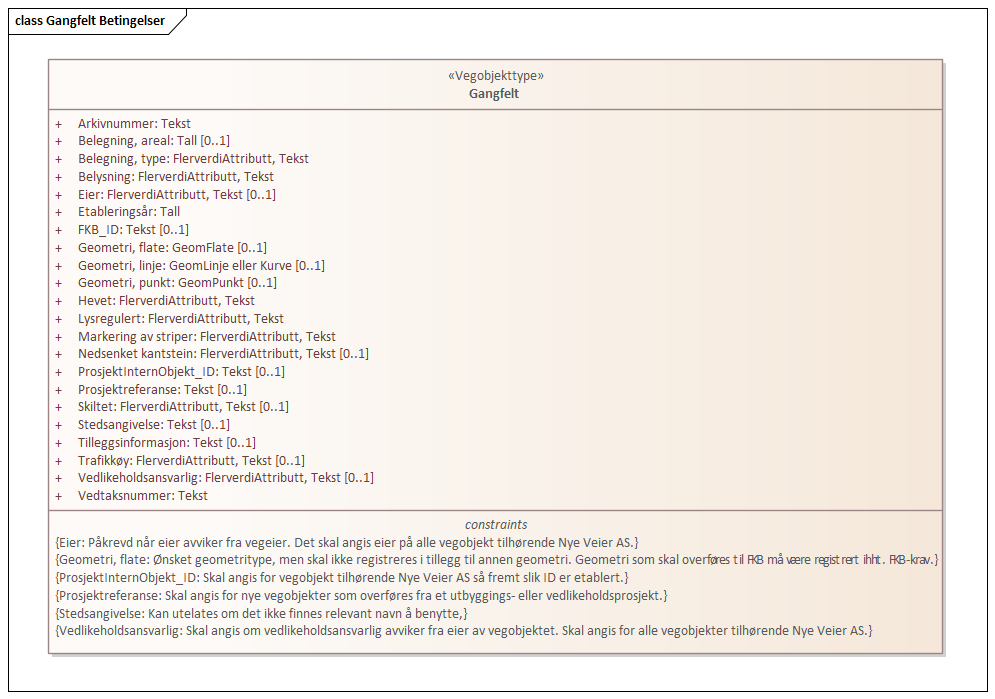 class Gangfelt Betingelser
«Vegobjekttype»
Gangfelt
+ Arkivnummer: Tekst
+ Belegning, areal: Tall [0..1]
+ Belegning, type: FlerverdiAttributt, Tekst
+ Belysning: FlerverdiAttributt, Tekst
+ Eier: FlerverdiAttributt, Tekst [0..1]
+ Etableringsår: Tall
+ FKB_ID: Tekst [0..1]
+ Geometri, flate: GeomFlate [0..1]
+ Geometri, linje: GeomLinje eller Kurve [0..1]
+ Geometri, punkt: GeomPunkt [0..1]
+ Hevet: FlerverdiAttributt, Tekst
+ Lysregulert: FlerverdiAttributt, Tekst
+ Markering av striper: FlerverdiAttributt, Tekst
+ Nedsenket kantstein: FlerverdiAttributt, Tekst [0..1]
+ ProsjektInternObjekt_ID: Tekst [0..1]
+ Prosjektreferanse: Tekst [0..1]
+ Skiltet: FlerverdiAttributt, Tekst [0..1]
+ Stedsangivelse: Tekst [0..1]
+ Tilleggsinformasjon: Tekst [0..1]
+ Trafikkøy: FlerverdiAttributt, Tekst [0..1]
+ Vedlikeholdsansvarlig: FlerverdiAttributt, Tekst [0..1]
+ Vedtaksnummer: Tekst
constraints
{Eier: Påkrevd når eier avviker fra vegeier. Det skal angis eier på alle vegobjekt tilhørende Nye Veier AS.}
{Geometri, flate: Ønsket geometritype, men skal ikke registreres i tillegg til annen geometri. Geometri som skal overføres til FKB må være registrert ihht. FKB-krav.}
{ProsjektInternObjekt_ID: Skal angis for vegobjekt tilhørende Nye Veier AS så fremt slik ID er etablert.}
{Prosjektreferanse: Skal angis for nye vegobjekter som overføres fra et utbyggings- eller vedlikeholdsprosjekt.}
{Stedsangivelse: Kan utelates om det ikke finnes relevant navn å benytte,}
{Vedlikeholdsansvarlig: Skal angis om vedlikeholdsansvarlig avviker fra eier av vegobjektet. Skal angis for alle vegobjekter tilhørende Nye Veier AS.}